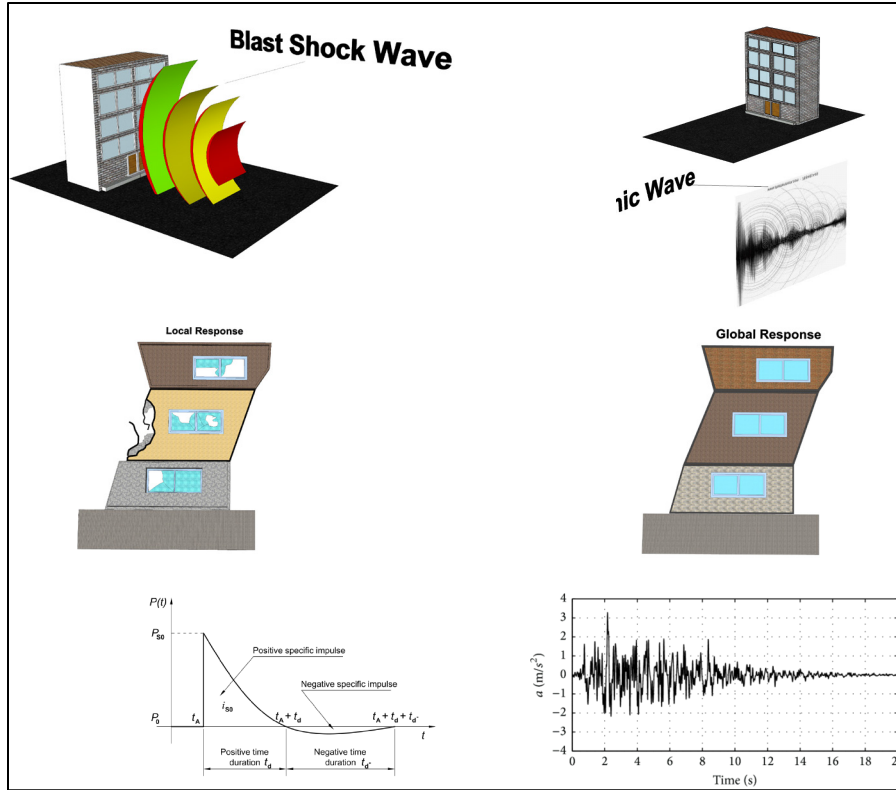 Blast Shock Wave
nic Wave
Local Response
Global Response
P(t)
P_S0
Positive specific impulse
Negative specific impulse
i_S0
P_0
t_A
t_A + t_d
t_A + t_d + t_d-
t
Positive time
duration t_d
Negative time
duration t_d-
4
3
2
1
0
−1
−2
−3
−4
a (m/s²)
0 2 4 6 8 10 12 14 16 18 20
Time (s)